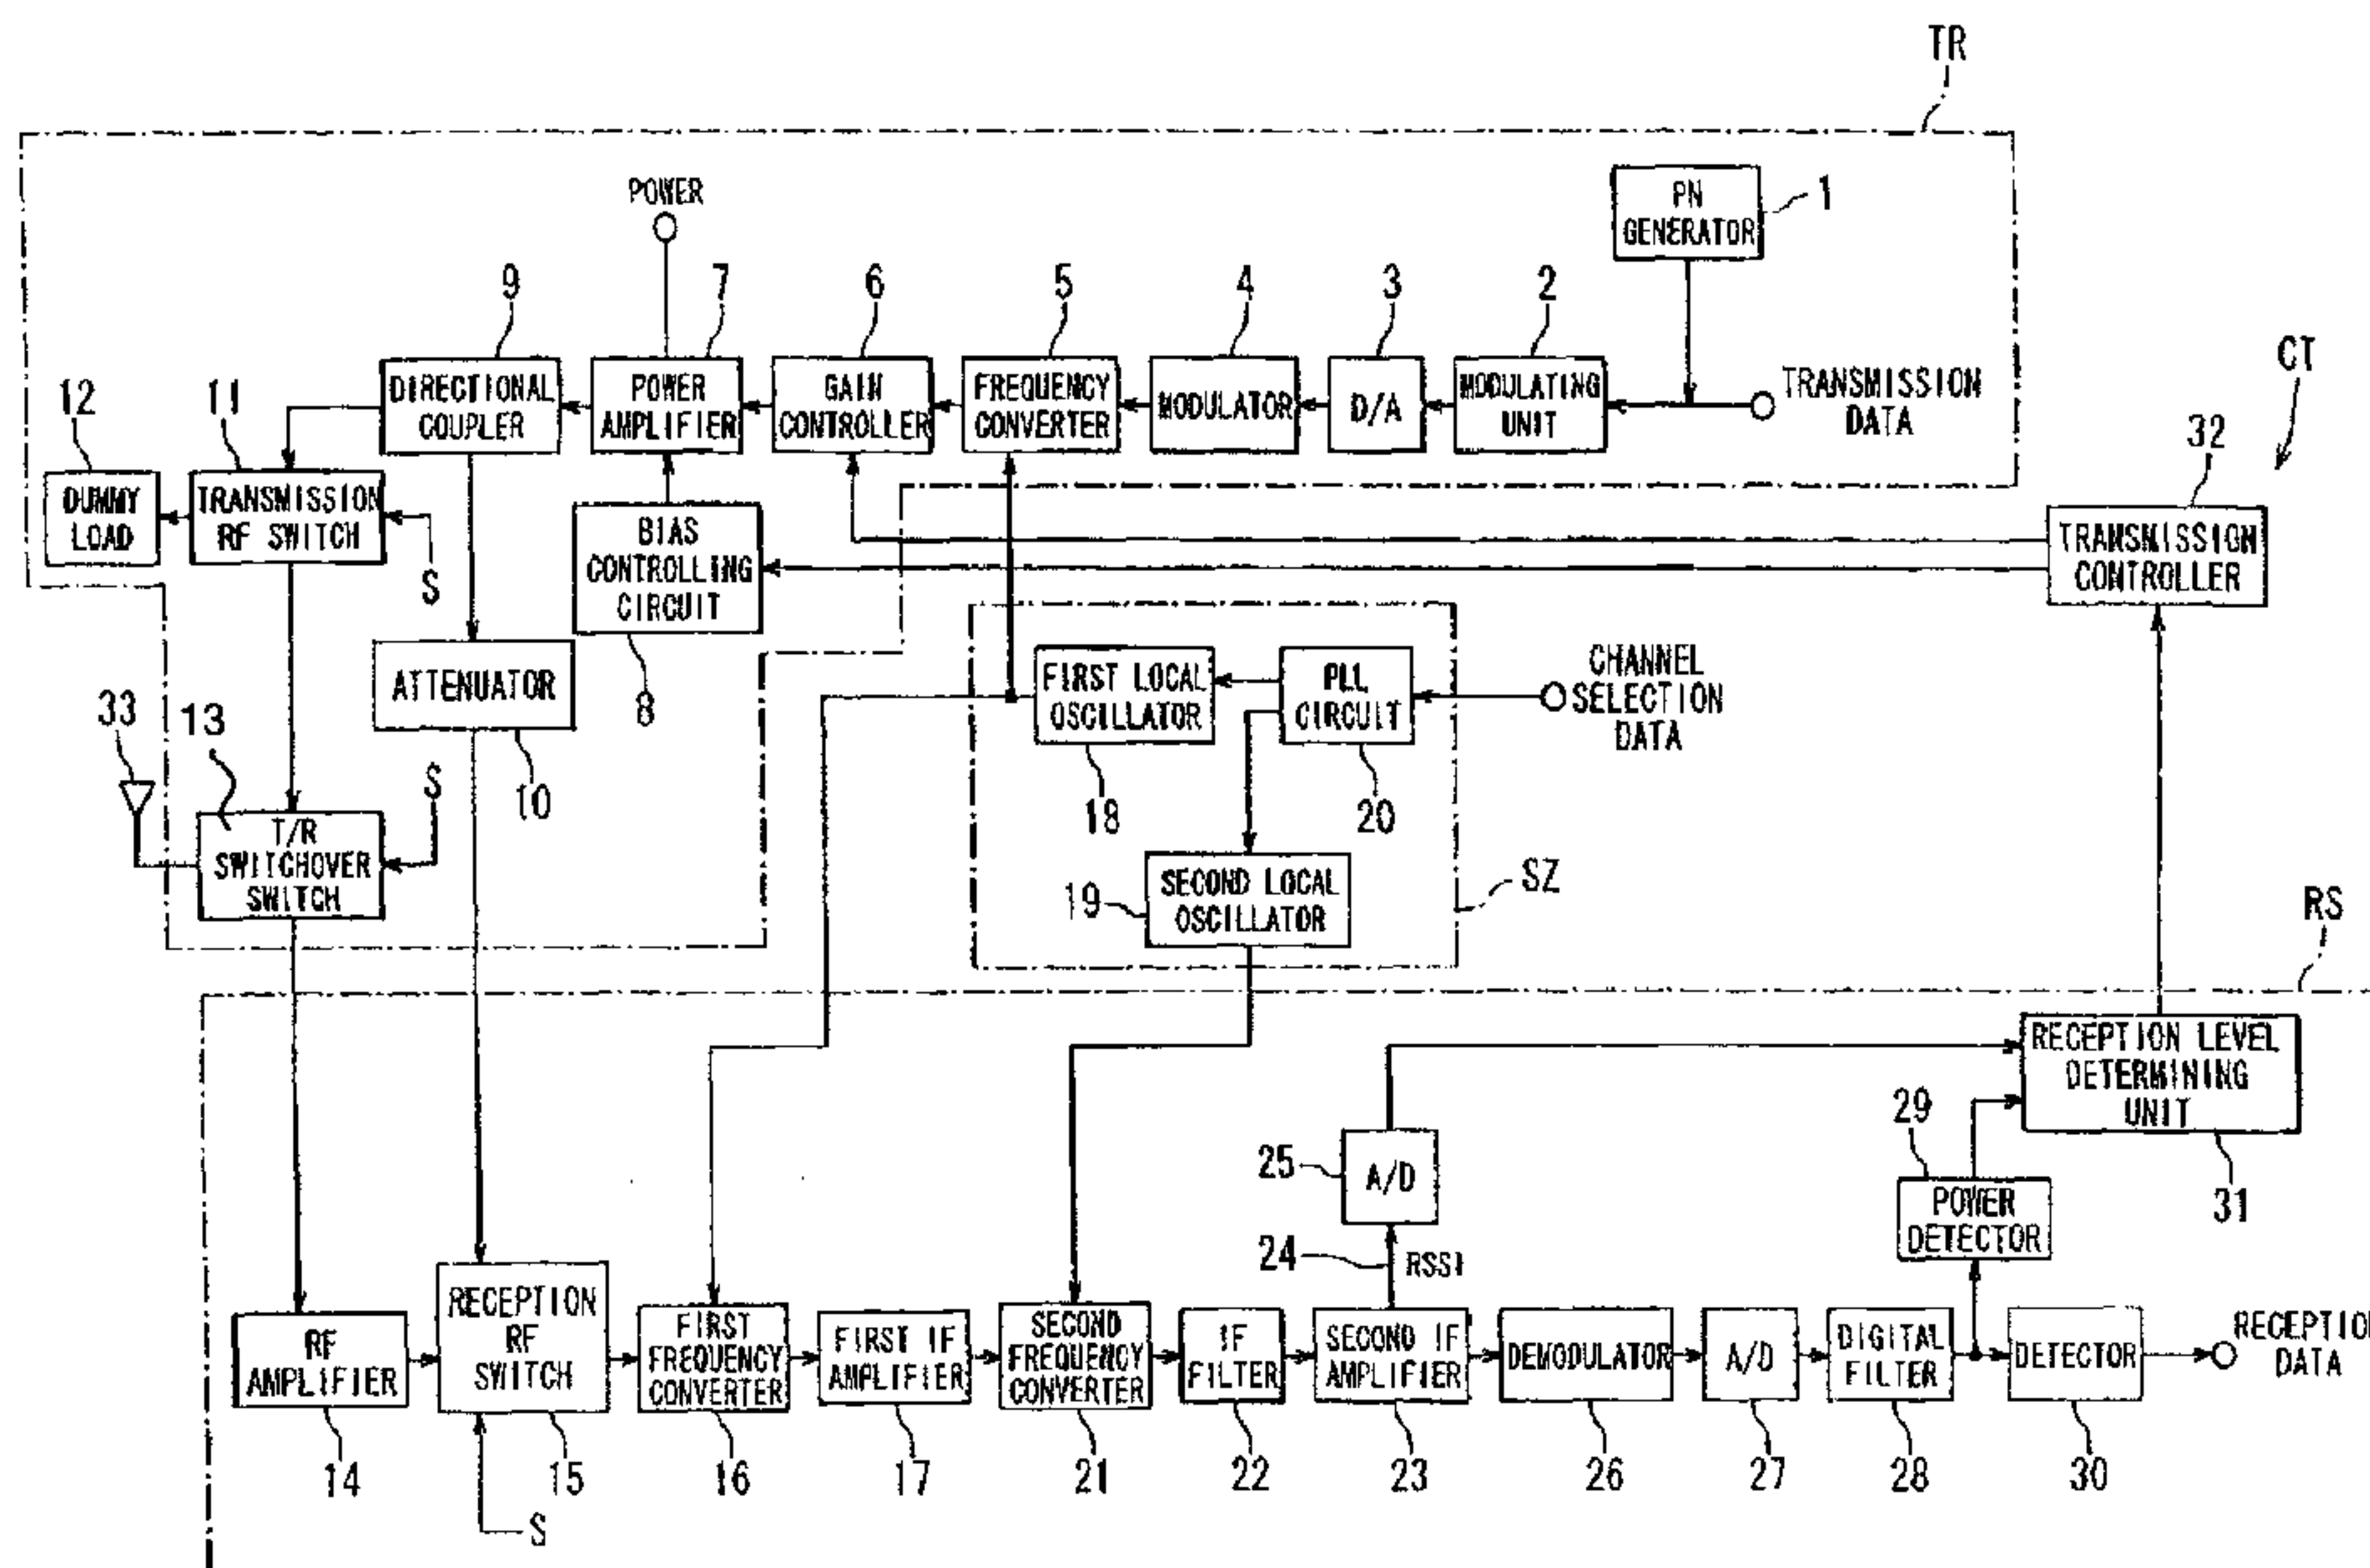 TR
POWER
PN
GENERATOR
1
9
7
6
5
4
3
2
CT
12
11
DIRECTIONAL
COUPLER
POWER
AMPLIFIER
GAIN
CONTROLLER
FREQUENCY
CONVERTER
MODULATOR
D/A
MODULATING
UNIT
TRANSMISSION
DATA
32
DUMMY
LOAD
TRANSMISSION
RF SWITCH
S
BIAS
CONTROLLING
CIRCUIT
TRANSMISSION
CONTROLLER
8
ATTENUATOR
10
33
13
S
T/R
SWITCHOVER
SWITCH
FIRST LOCAL
OSCILLATOR
18
PLL
CIRCUIT
20
CHANNEL
SELECTION
DATA
19
SECOND LOCAL
OSCILLATOR
SZ
RS
RECEPTION LEVEL
DETERMINING
UNIT
31
29
POWER
DETECTOR
25
A/D
24
RSSI
RF
AMPLIFIER
RECEPTION
RF
SWITCH
FIRST
FREQUENCY
CONVERTER
FIRST IF
AMPLIFIER
SECOND
FREQUENCY
CONVERTER
IF
FILTER
SECOND IF
AMPLIFIER
DEMODULATOR
A/D
DIGITAL
FILTER
DETECTOR
RECEPTION
DATA
14
15
16
17
21
22
23
26
27
28
30
S